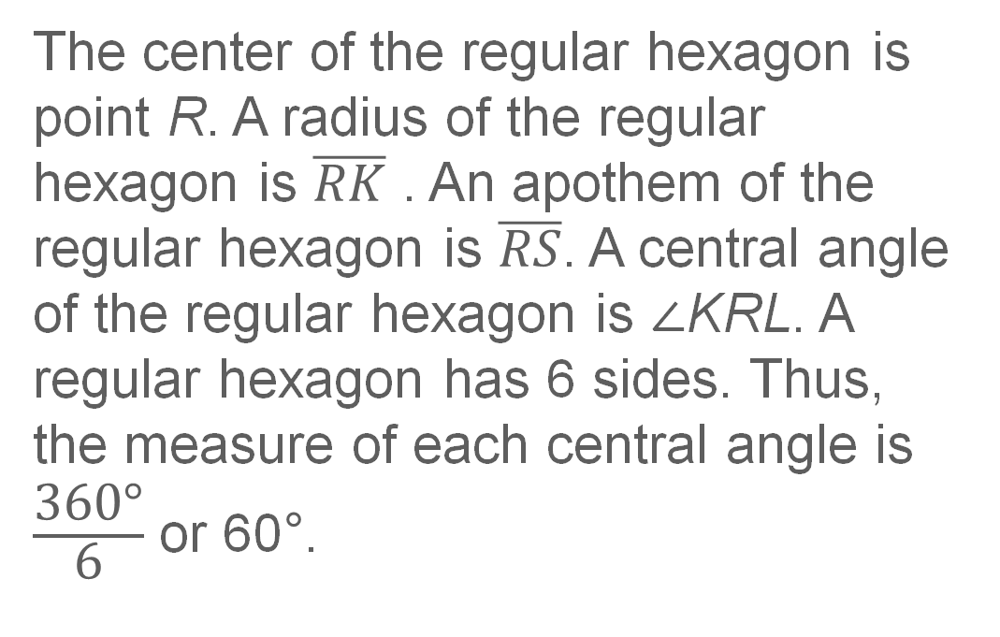 The center of the regular hexagon is
point R. A radius of the regular
hexagon is \overline{RK} . An apothem of the
regular hexagon is \overline{RS}. A central angle
of the regular hexagon is ∠KRL. A
regular hexagon has 6 sides. Thus,
the measure of each central angle is
\frac{360°}{6} or 60°.